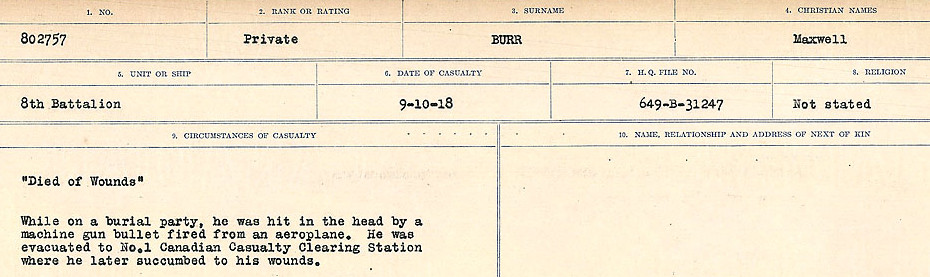 1. NO. 2. RANK OR RATING 3. SURNAME 4. CHRISTIAN NAMES
802757 Private BURR Maxwell
5. UNIT OR SHIP 6. DATE OF CASUALTY 7. H.Q. FILE NO. 8. RELIGION
8th Battalion 9-10-18 649-B-31247 Not stated
9. CIRCUMSTANCES OF CASUALTY 10. NAME, RELATIONSHIP AND ADDRESS OF NEXT OF KIN
"Died of Wounds"
While on a burial party, he was hit in the head by a
machine gun bullet fired from an aeroplane. He was
evacuated to No.1 Canadian Casualty Clearing Station
where he later succumbed to his wounds.